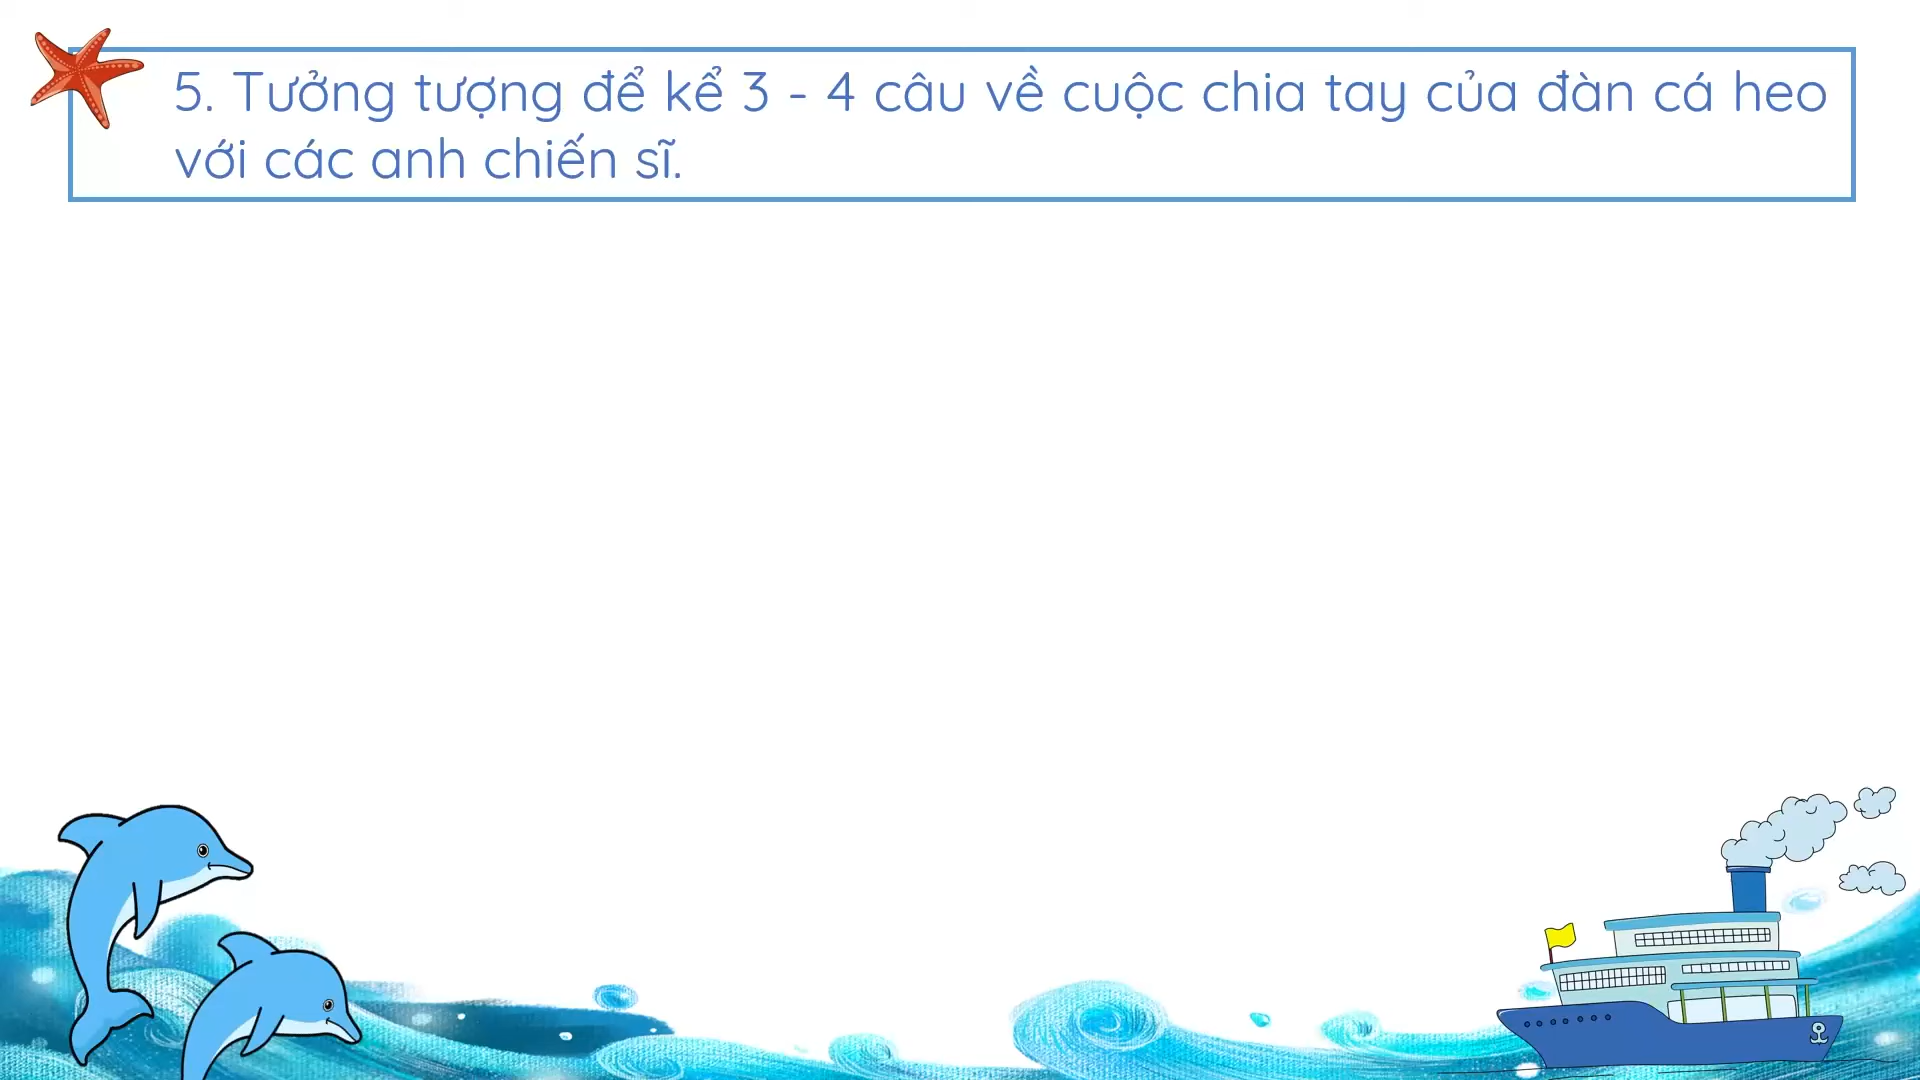 5. Tưởng tượng để kể 3 - 4 câu về cuộc chia tay của đàn cá heo
với các anh chiến sĩ.